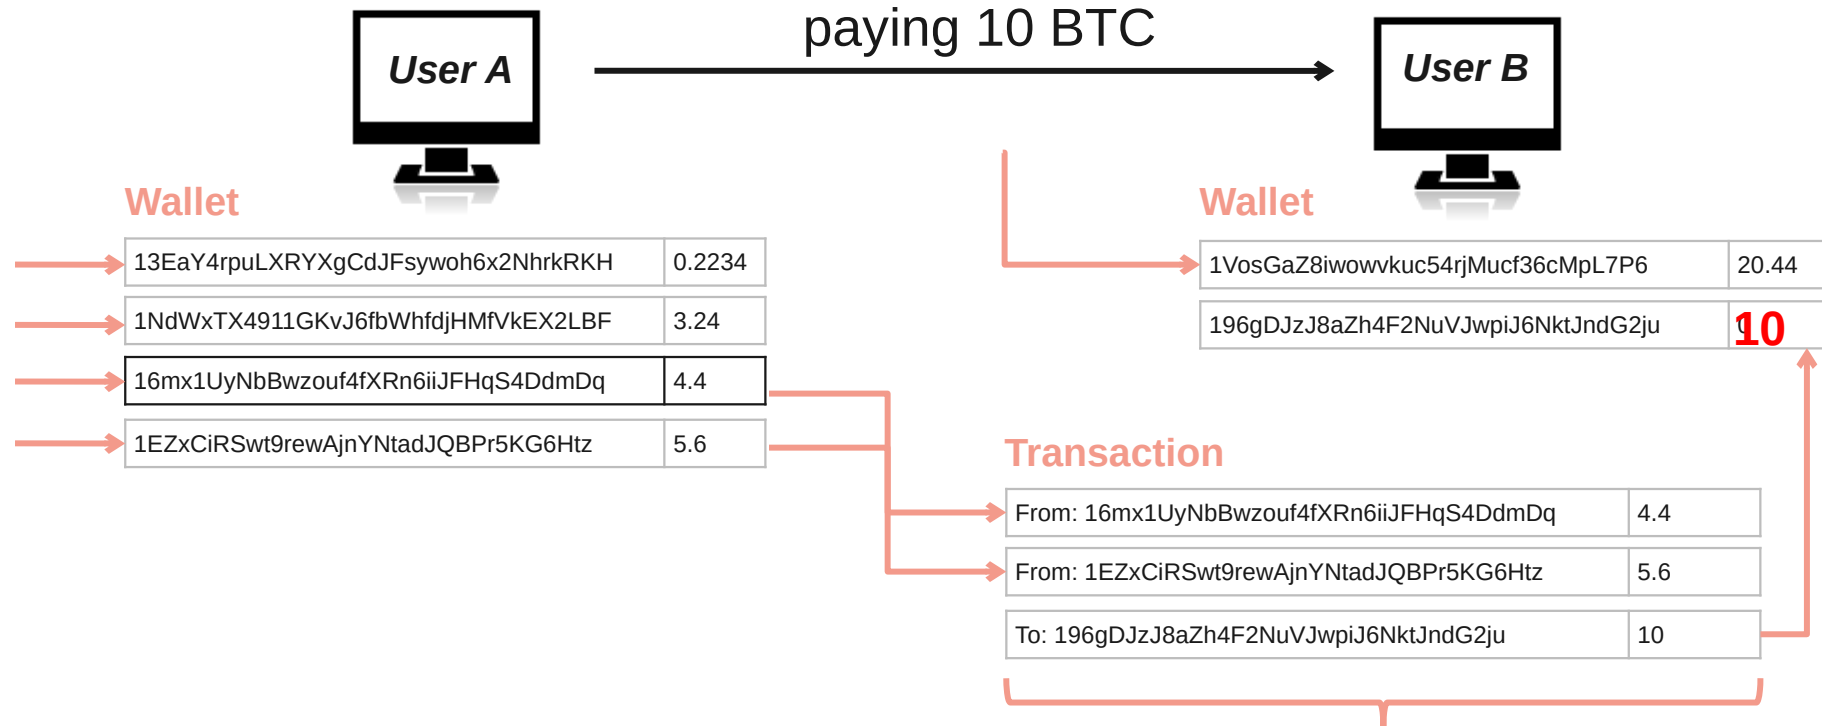 paying 10 BTC
User A
User B
Wallet
13EaY4rpuLXRYXgCdJFsywoh6x2NhrkRKH 0.2234
1NdWxTX4911GKvJ6fbWhfdjHMfVkEX2LBF 3.24
16mx1UyNbBwzouf4fXRn6iiJFHqS4DdmDq 4.4
1EZxCiRSwt9rewAjnYNtadJQBPr5KG6Htz 5.6
Wallet
1VosGaZ8iwowvkuc54rjMucf36cMpL7P6 20.44
196gDJzJ8aZh4F2NuVJwpiJ6NktJndG2ju 10
Transaction
From: 16mx1UyNbBwzouf4fXRn6iiJFHqS4DdmDq 4.4
From: 1EZxCiRSwt9rewAjnYNtadJQBPr5KG6Htz 5.6
To: 196gDJzJ8aZh4F2NuVJwpiJ6NktJndG2ju 10